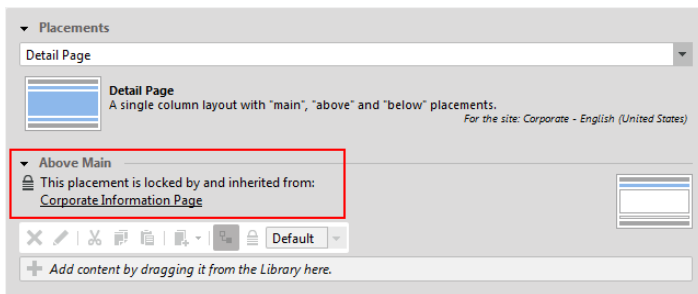 Placements
Detail Page
Detail Page
A single column layout with "main", "above" and "below" placements.
For the site: Corporate - English (United States)
Above Main
This placement is locked by and inherited from:
Corporate Information Page
Default
Add content by dragging it from the Library here.